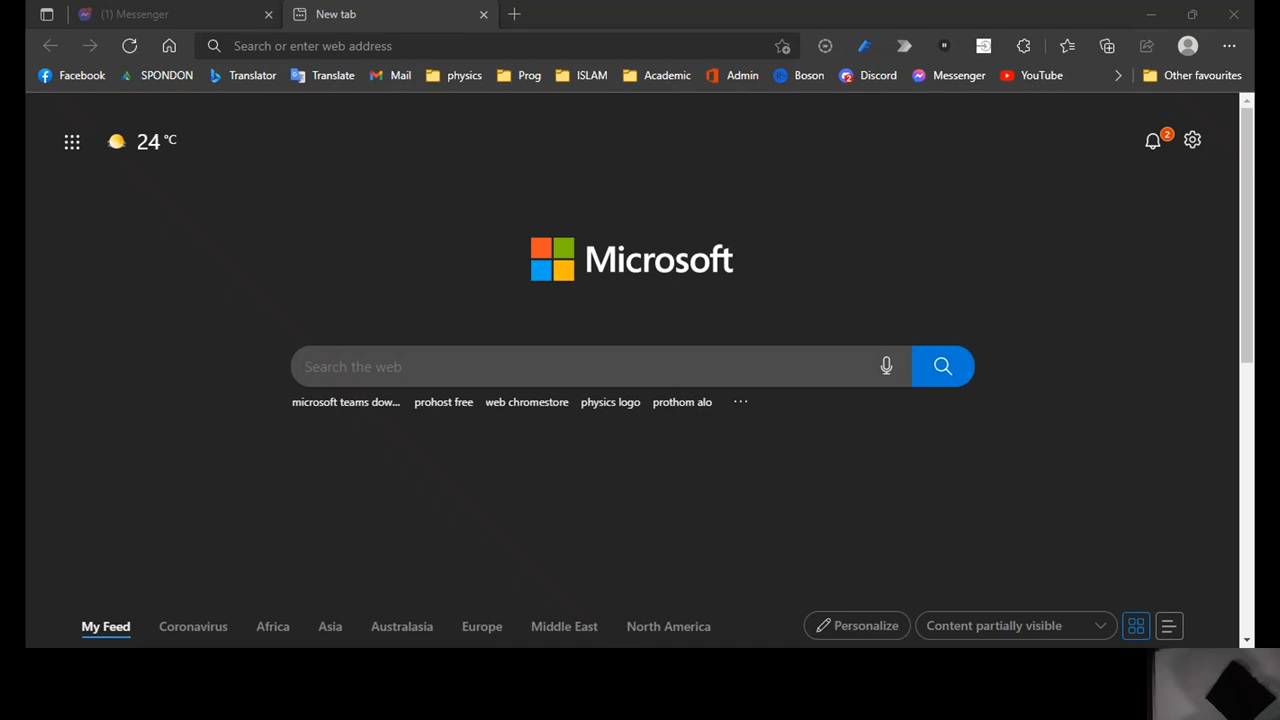 (1) Messenger
New tab
Search or enter web address
Facebook SPONDON Translator Translate Mail physics Prog ISLAM Academic Admin Boson Discord Messenger YouTube Other favourites
24 °C
2
Microsoft
Search the web
microsoft teams dow... prohost free web chromestore physics logo prothom alo ...
My Feed Coronavirus Africa Asia Australasia Europe Middle East North America Personalize Content partially visible